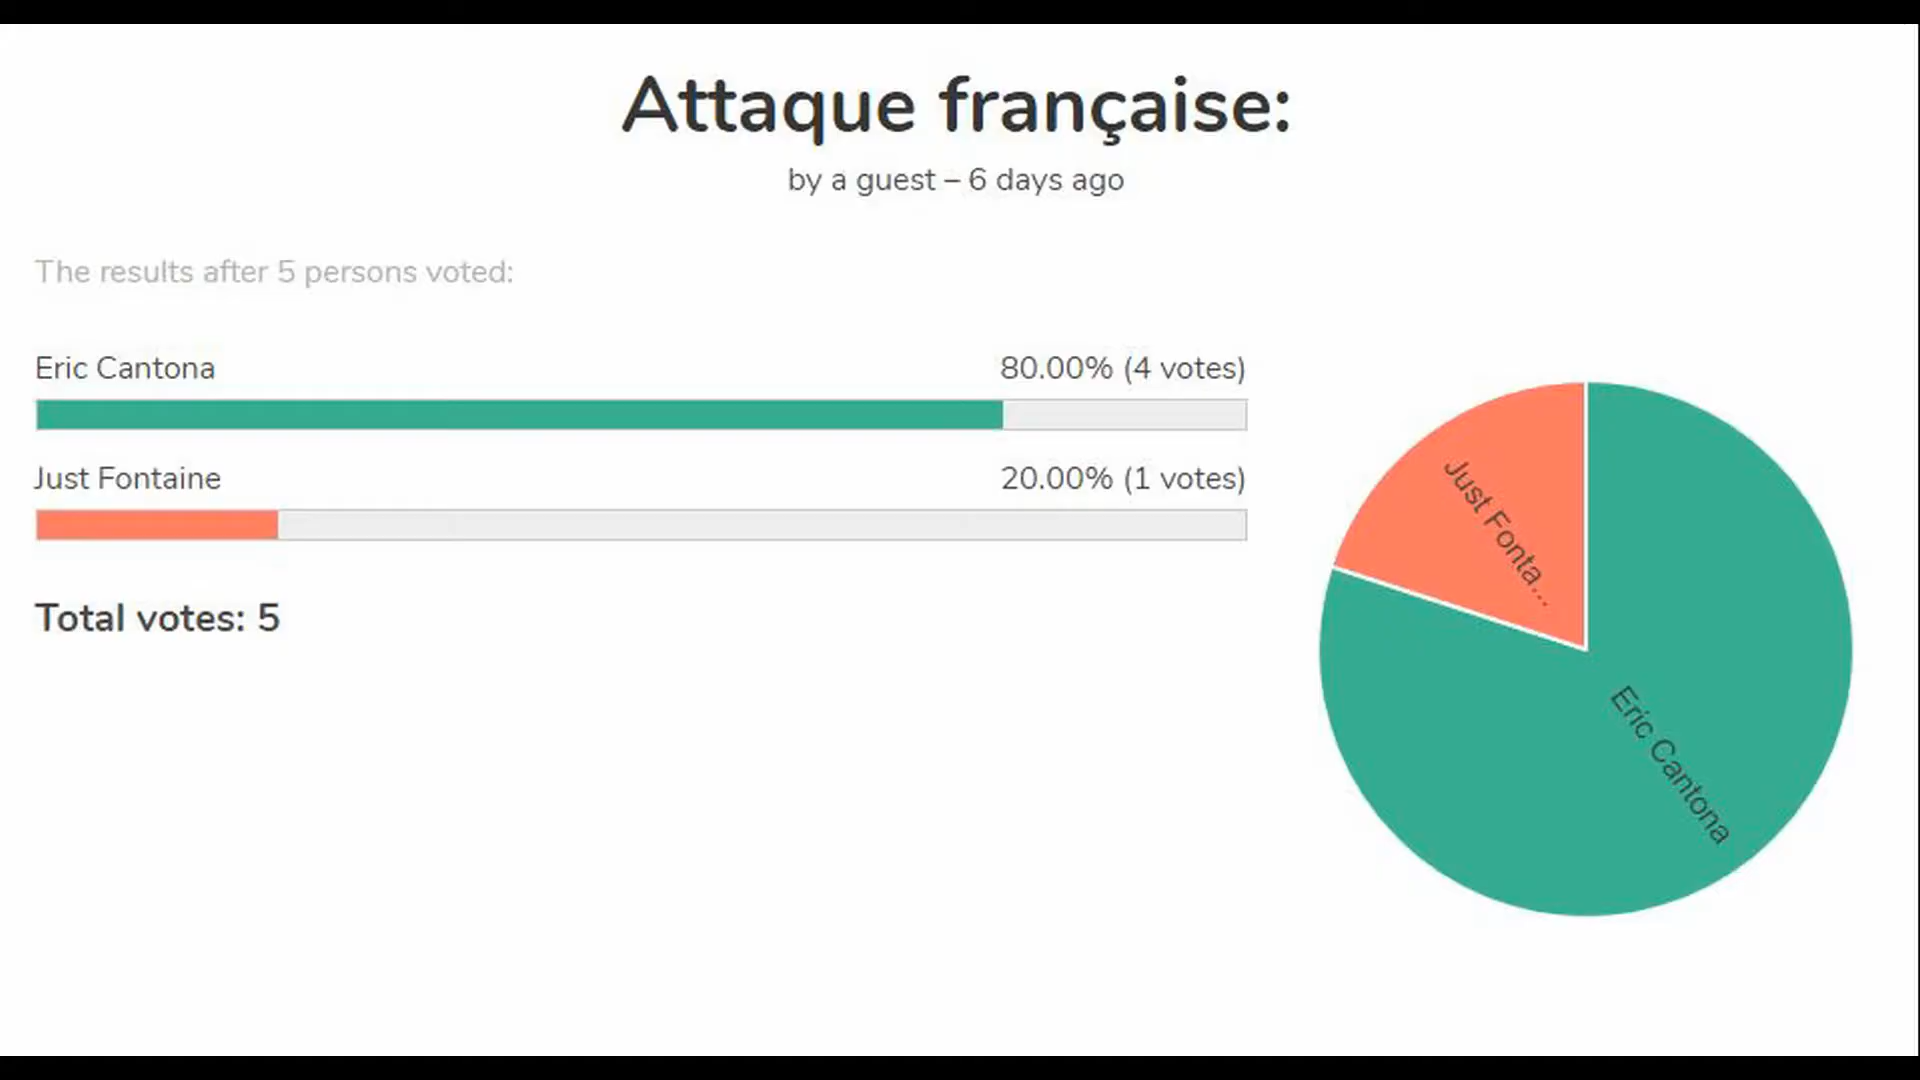 Attaque française:
by a guest – 6 days ago
The results after 5 persons voted:
Eric Cantona 80.00% (4 votes)
Just Fontaine 20.00% (1 votes)
Total votes: 5
Just Fonta...
Eric Cantona